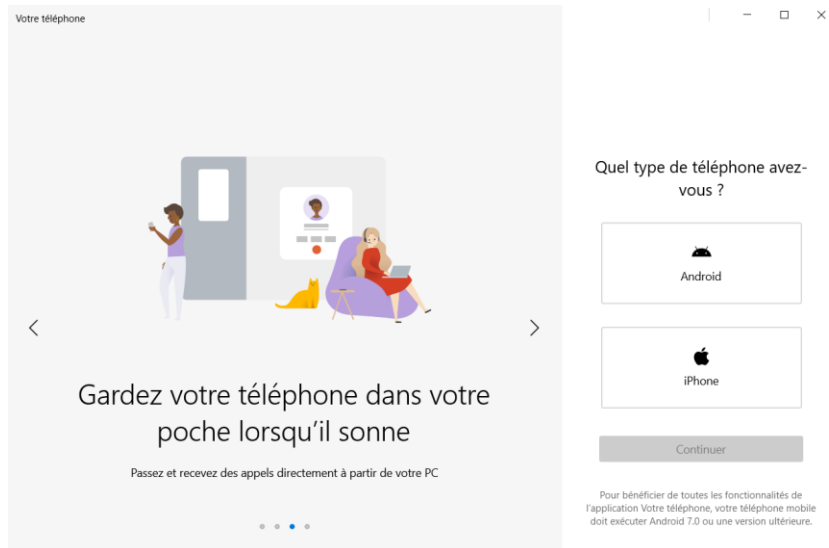 Votre téléphone
Gardez votre téléphone dans votre
poche lorsqu'il sonne
Passez et recevez des appels directement à partir de votre PC
Quel type de téléphone avez-
vous ?
Android
iPhone
Continuer
Pour bénéficier de toutes les fonctionnalités de
l'application Votre téléphone, votre téléphone mobile
doit exécuter Android 7.0 ou une version ultérieure.